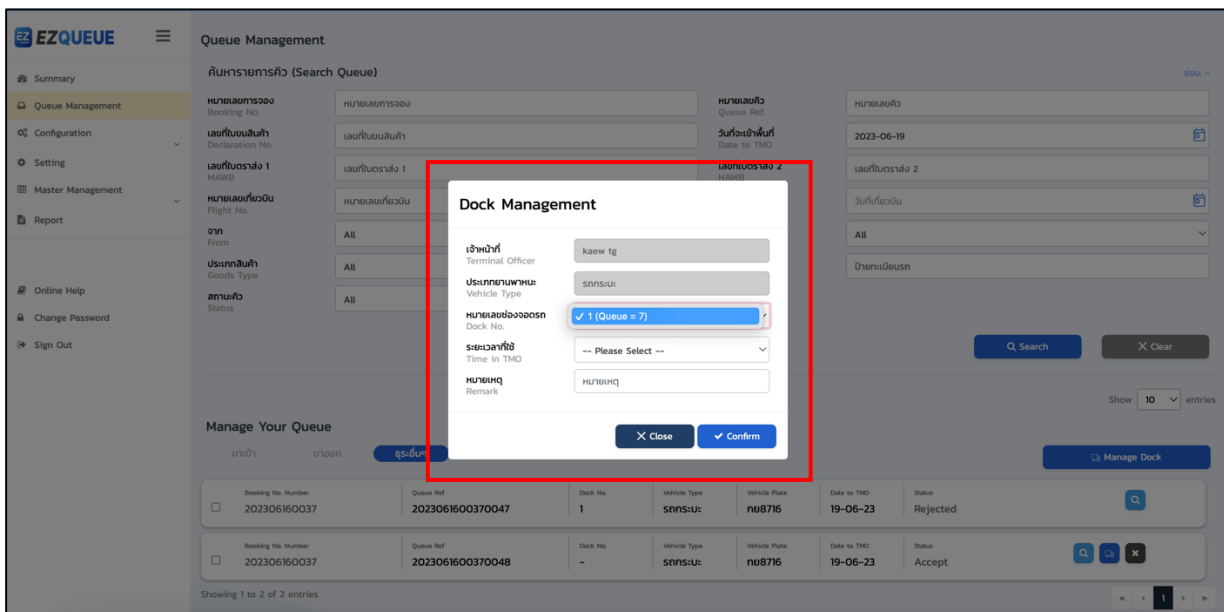 EZ EZQUEUE
Queue Management
Summary
Queue Management
Configuration
Setting
Master Management
Report
Online Help
Change Password
Sign Out
ค้นหารายการคิว (Search Queue)
ซ่อน
หมายเลขการจอง
Booking No.
หมายเลขการจอง
หมายเลขคิว
Queue Ref.
หมายเลขคิว
เลขที่ใบขนสินค้า
Declaration No.
เลขที่ใบขนสินค้า
วันที่จะเข้าพื้นที่
Date to TMO
2023-06-19
เลขที่ใบตราส่ง 1
MAWB
เลขที่ใบตราส่ง 1
เลขที่ใบตราส่ง 2
HAWB
เลขที่ใบตราส่ง 2
หมายเลขเที่ยวบิน
Flight No.
หมายเลขเที่ยวบิน
วันที่เที่ยวบิน
จาก
From
All
All
ประเภทสินค้า
Goods Type
All
ป้ายทะเบียนรถ
สถานะคิว
Status
All
Search
Clear
Dock Management
เจ้าหน้าที่
Terminal Officer
kaew tg
ประเภทยานพาหนะ
Vehicle Type
รถกระบะ
หมายเลขช่องจอดรถ
Dock No.
1 (Queue = 7)
ระยะเวลาที่ใช้
Time in TMO
-- Please Select --
หมายเหตุ
Remark
หมายเหตุ
Close
Confirm
Show 10 entries
Manage Your Queue
ขาเข้า ขาออก ธุระอื่นๆ
Manage Dock
Booking No. Number Queue Ref Dock No. Vehicle Type Vehicle Plate Date to TMO Status
202306160037 2023061600370047 1 รถกระบะ กย8716 19-06-23 Rejected
Booking No. Number Queue Ref Dock No. Vehicle Type Vehicle Plate Date to TMO Status
202306160037 2023061600370048 - รถกระบะ กย8716 19-06-23 Accept
Showing 1 to 2 of 2 entries
« ‹ 1 › »